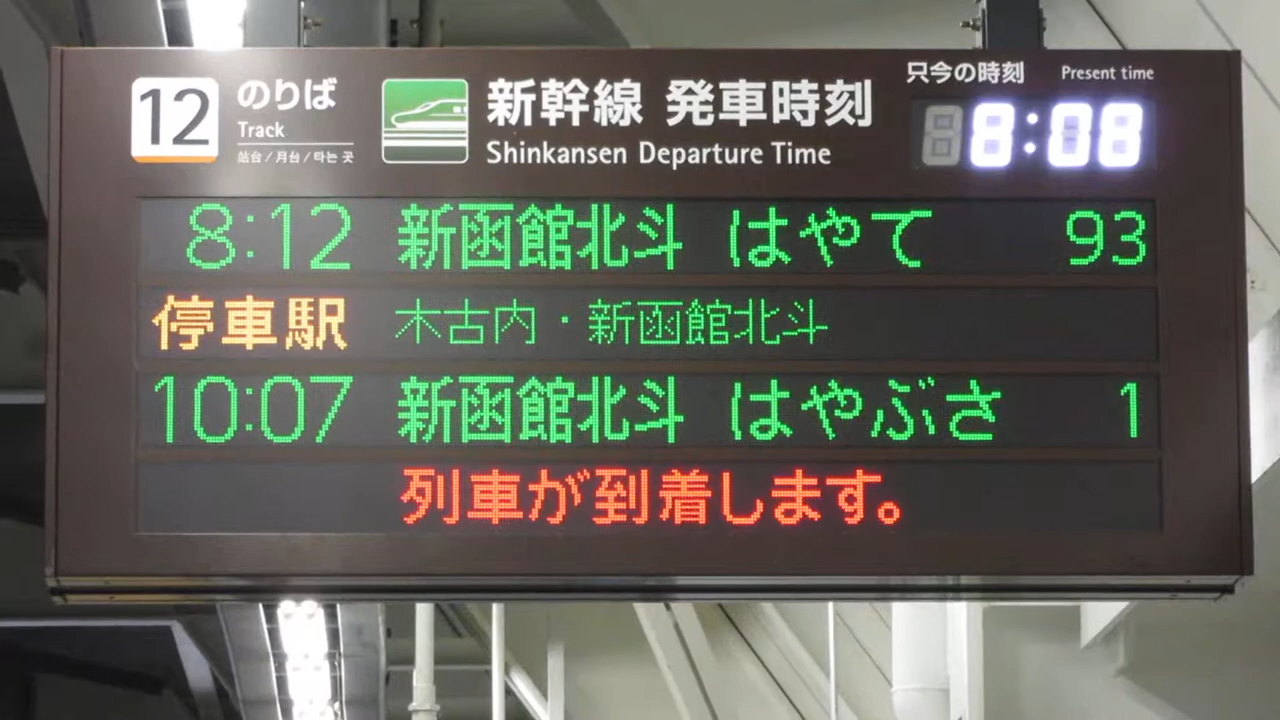 12 のりば
Track
站台/月台/타는 곳
新幹線 発車時刻
Shinkansen Departure Time
只今の時刻 Present time
8:08
8:12 新函館北斗 はやて 93
停車駅 木古内・新函館北斗
10:07 新函館北斗 はやぶさ 1
列車が到着します。